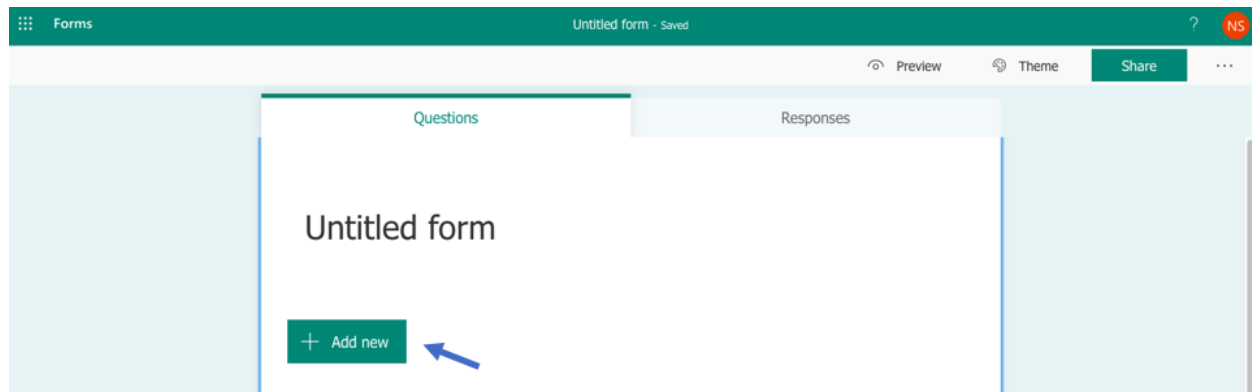 Forms
Untitled form - Saved
?
NS
Preview
Theme
Share
...
Questions
Responses
Untitled form
+ Add new